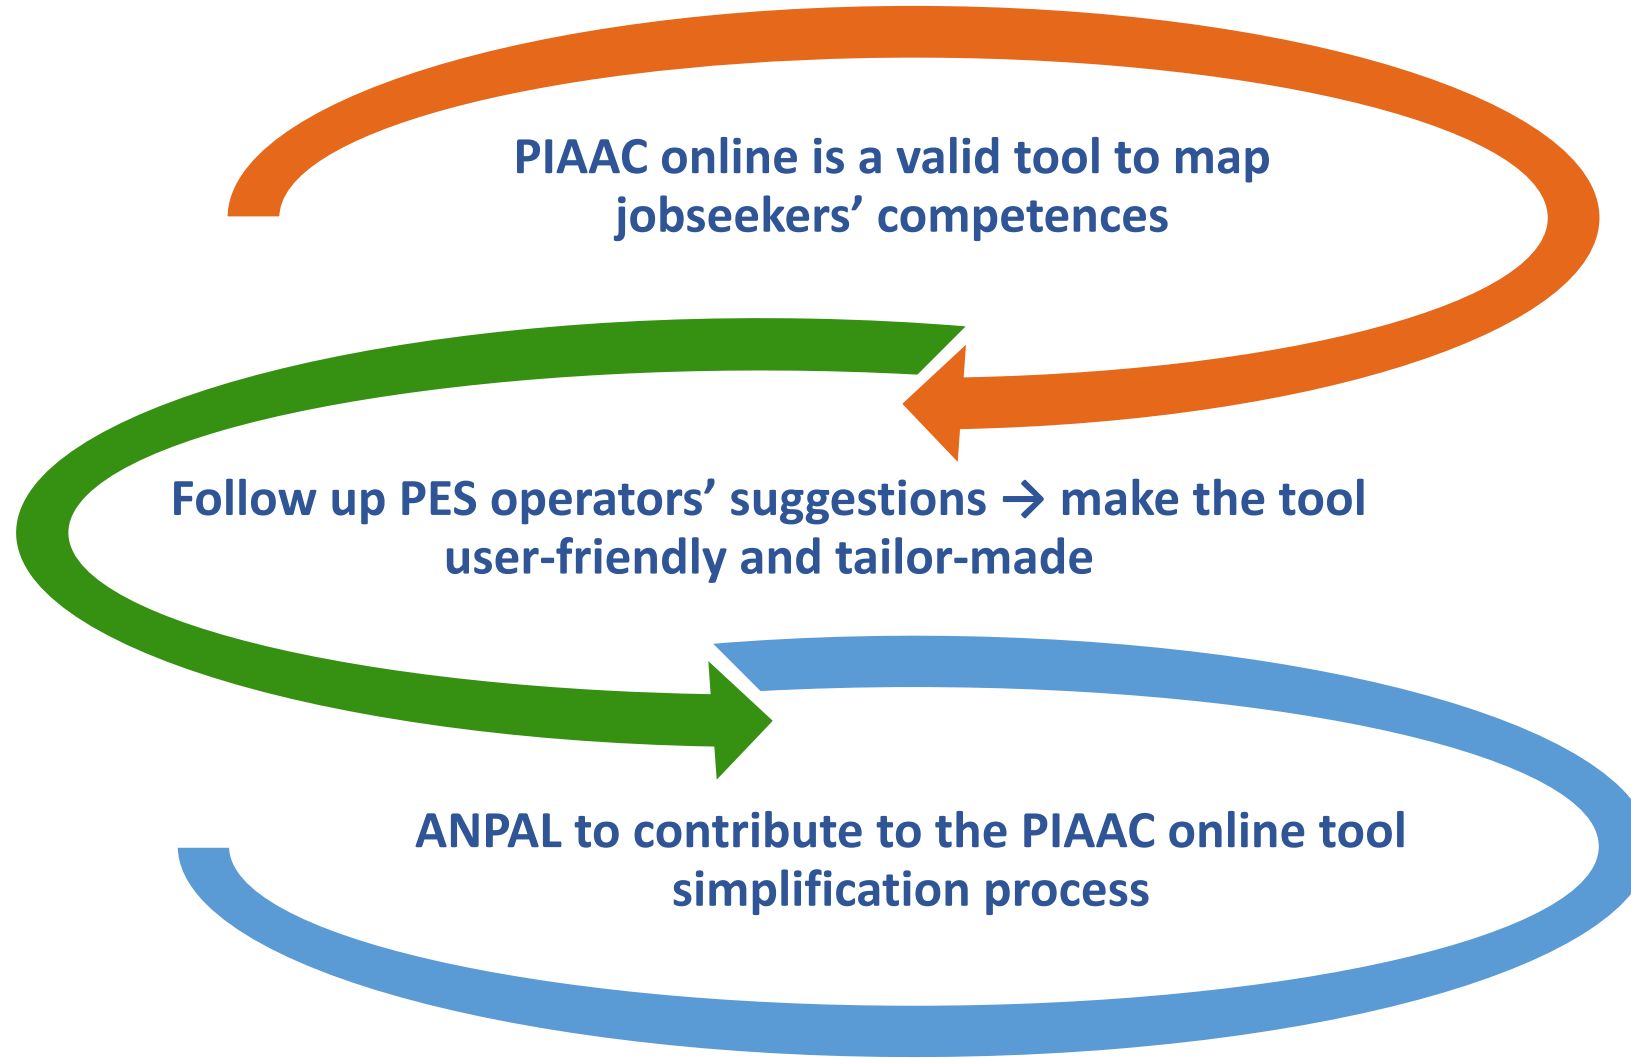 PIAAC online is a valid tool to map
jobseekers’ competences
Follow up PES operators’ suggestions → make the tool
user-friendly and tailor-made
ANPAL to contribute to the PIAAC online tool
simplification process